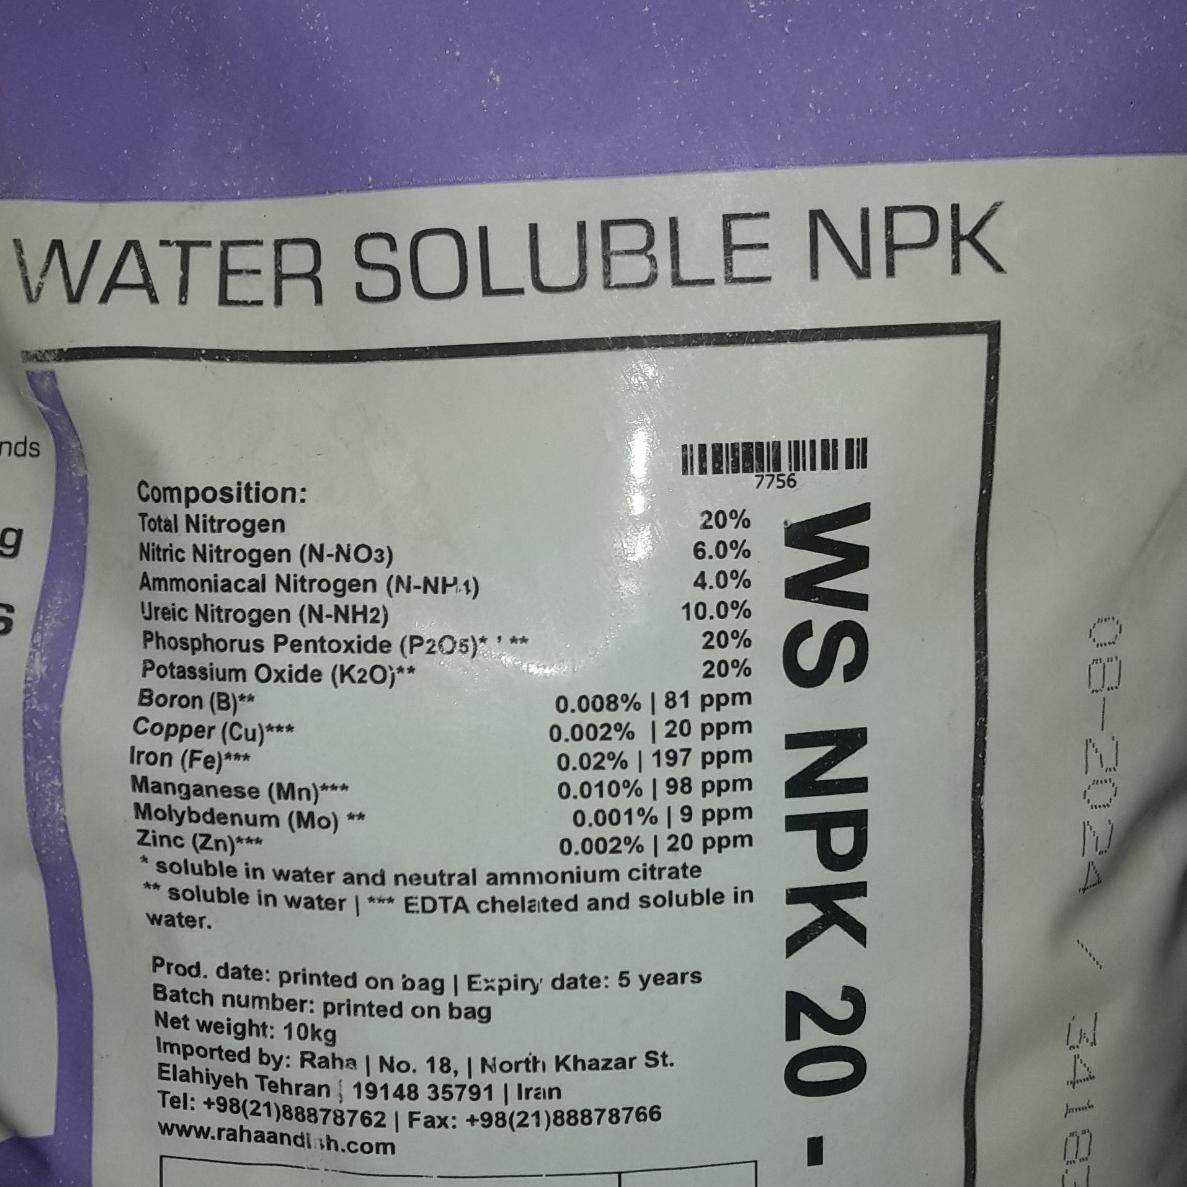 WATER SOLUBLE NPK
nds
g
7756
WS NPK 20 -
Composition:
Total Nitrogen 20%
Nitric Nitrogen (N-NO3) 6.0%
Ammoniacal Nitrogen (N-NH4) 4.0%
Ureic Nitrogen (N-NH2) 10.0%
Phosphorus Pentoxide (P2O5)* ' ** 20%
Potassium Oxide (K2O)** 20%
Boron (B)** 0.008% | 81 ppm
Copper (Cu)*** 0.002% | 20 ppm
Iron (Fe)*** 0.02% | 197 ppm
Manganese (Mn)*** 0.010% | 98 ppm
Molybdenum (Mo) ** 0.001% | 9 ppm
Zinc (Zn)*** 0.002% | 20 ppm
* soluble in water and neutral ammonium citrate
** soluble in water | *** EDTA chelated and soluble in
water.
Prod. date: printed on bag | Expiry date: 5 years
Batch number: printed on bag
Net weight: 10kg
Imported by: Raha | No. 18, | North Khazar St.
Elahiyeh Tehran | 19148 35791 | Iran
Tel: +98(21)88878762 | Fax: +98(21)88878766
08-2024 /